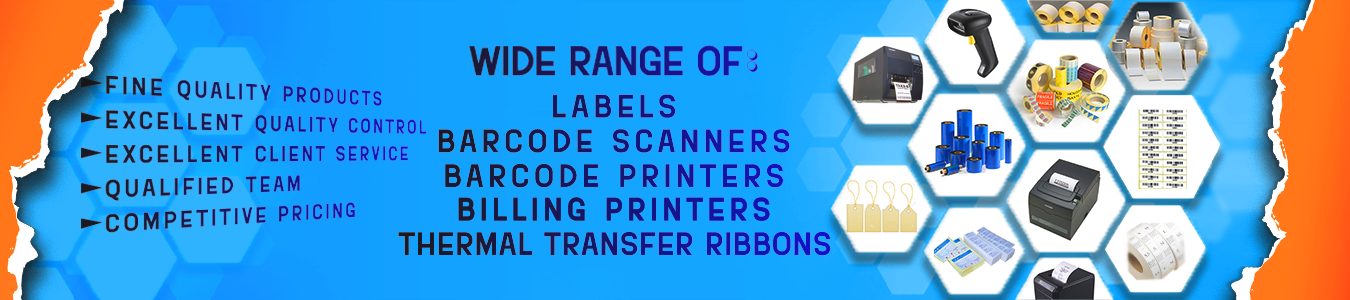 FINE QUALITY PRODUCTS
EXCELLENT QUALITY CONTROL
EXCELLENT CLIENT SERVICE
QUALIFIED TEAM
COMPETITIVE PRICING
WIDE RANGE OF:
LABELS
BARCODE SCANNERS
BARCODE PRINTERS
BILLING PRINTERS
THERMAL TRANSFER RIBBONS